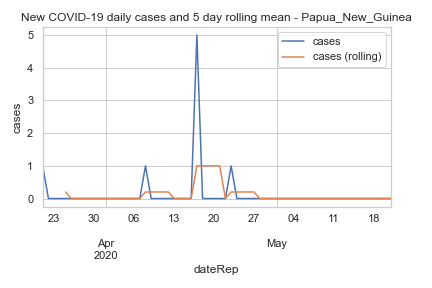 New COVID-19 daily cases and 5 day rolling mean - Papua_New_Guinea
cases
cases (rolling)
5
4
3
2
1
0
cases
23 30 06 13 20 27 04 11 18
Apr May
2020
dateRep